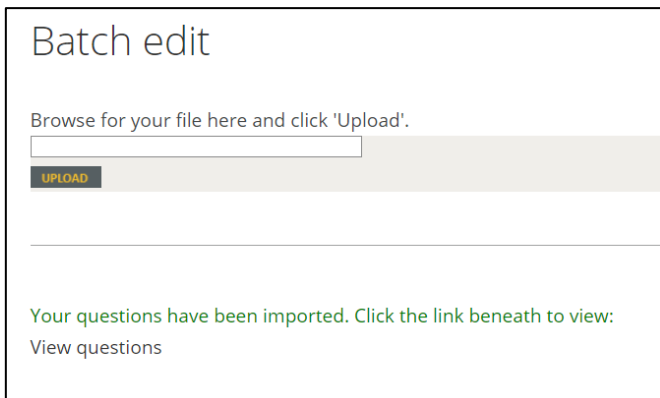 Batch edit
Browse for your file here and click 'Upload'.
UPLOAD
Your questions have been imported. Click the link beneath to view:
View questions